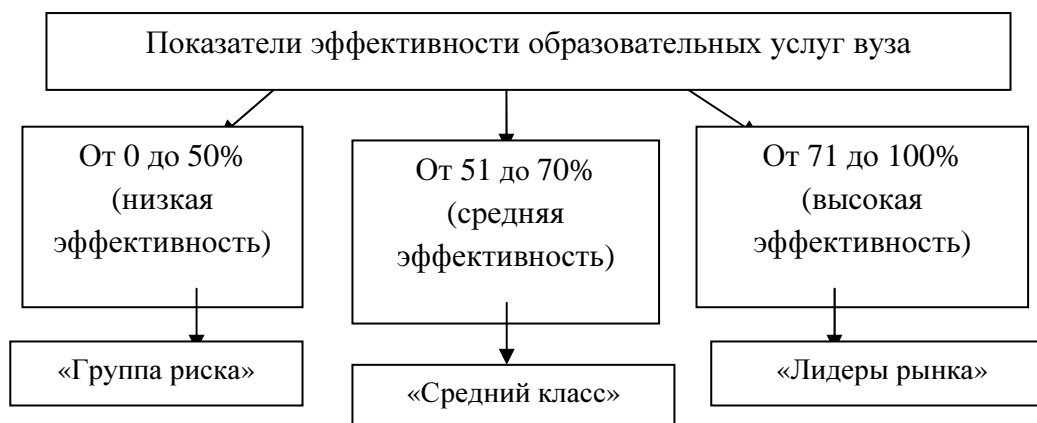 Показатели эффективности образовательных услуг вуза
От 0 до 50%
(низкая
эффективность)
От 51 до 70%
(средняя
эффективность)
От 71 до 100%
(высокая
эффективность)
«Группа риска»
«Средний класс»
«Лидеры рынка»